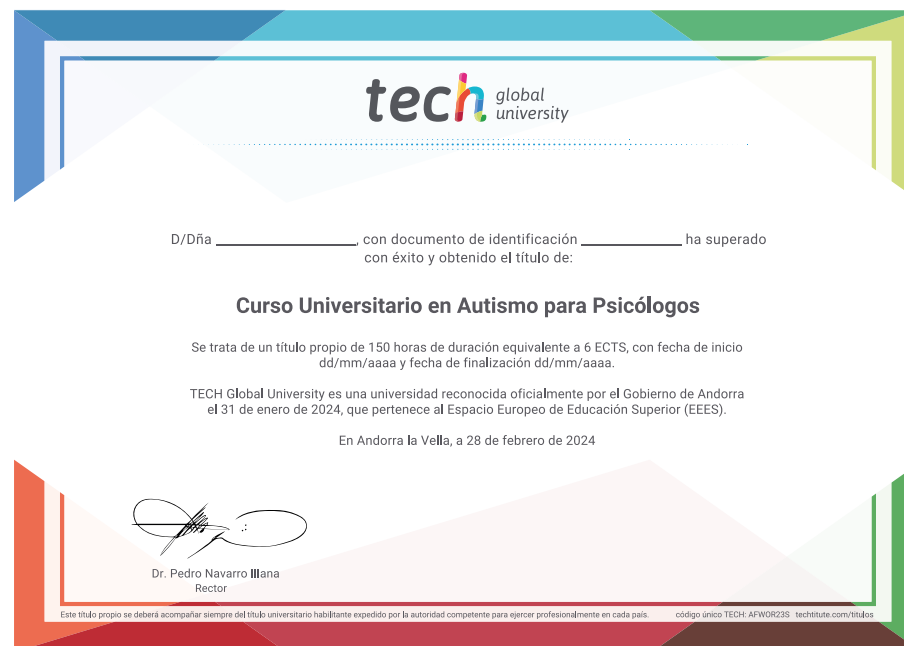 tech global university
D/Dña ____________, con documento de identificación ____________ ha superado
con éxito y obtenido el título de:
Curso Universitario en Autismo para Psicólogos
Se trata de un título propio de 150 horas de duración equivalente a 6 ECTS, con fecha de inicio
dd/mm/aaaa y fecha de finalización dd/mm/aaaa.
TECH Global University es una universidad reconocida oficialmente por el Gobierno de Andorra
el 31 de enero de 2024, que pertenece al Espacio Europeo de Educación Superior (EEES).
En Andorra la Vella, a 28 de febrero de 2024
Dr. Pedro Navarro Illana
Rector
Este título propio se deberá acompañar siempre del título universitario habilitante expedido por la autoridad competente para ejercer profesionalmente en cada país. código único TECH: AFWOR23S techtitute.com/titulos